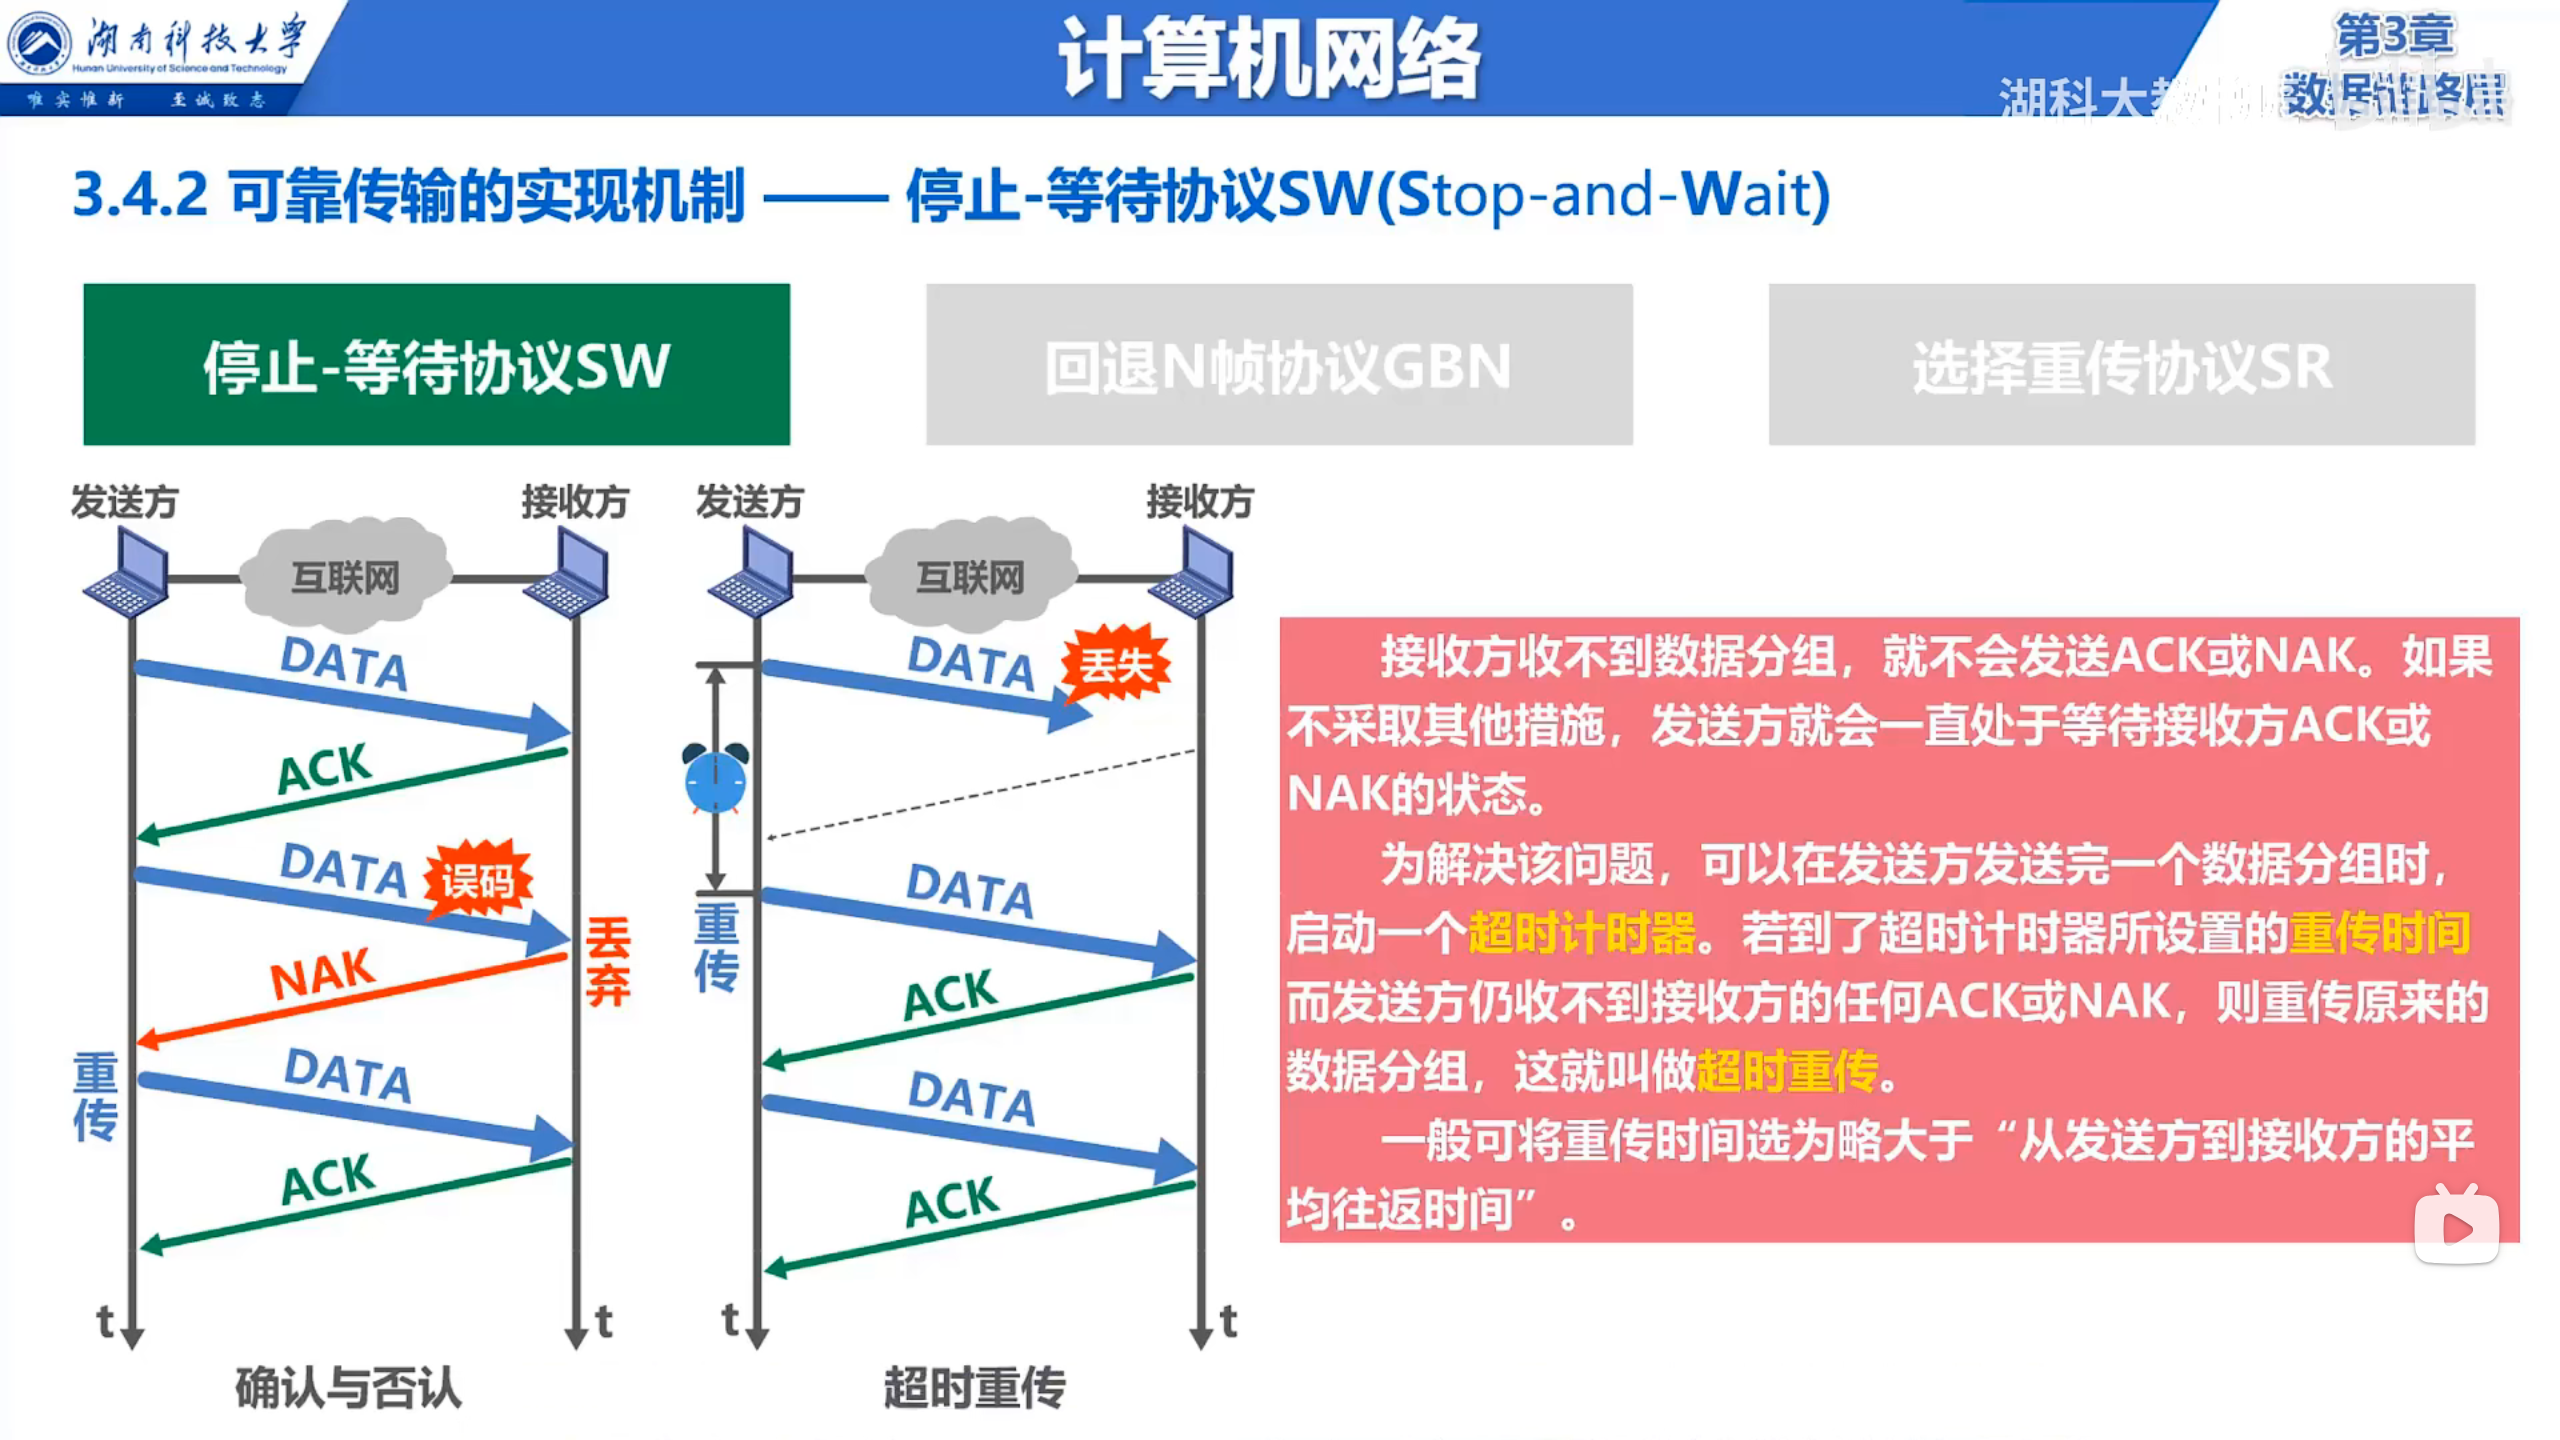 湖南科技大学
Hunan University of Science and Technology
唯实惟新 至诚致志
计算机网络
第3章
数据链路层
湖科大教
3.4.2 可靠传输的实现机制 —— 停止-等待协议SW(Stop-and-Wait)
停止-等待协议SW
回退N帧协议GBN
选择重传协议SR
发送方
接收方
互联网
DATA
ACK
DATA
误码
丢弃
NAK
重传
DATA
ACK
t
t
确认与否认
发送方
接收方
互联网
DATA
丢失
重传
DATA
ACK
DATA
ACK
t
t
超时重传
接收方收不到数据分组，就不会发送ACK或NAK。如果
不采取其他措施，发送方就会一直处于等待接收方ACK或
NAK的状态。
为解决该问题，可以在发送方发送完一个数据分组时，
启动一个超时计时器。若到了超时计时器所设置的重传时间
而发送方仍收不到接收方的任何ACK或NAK，则重传原来的
数据分组，这就叫做超时重传。
一般可将重传时间选为略大于“从发送方到接收方的平
均往返时间”。